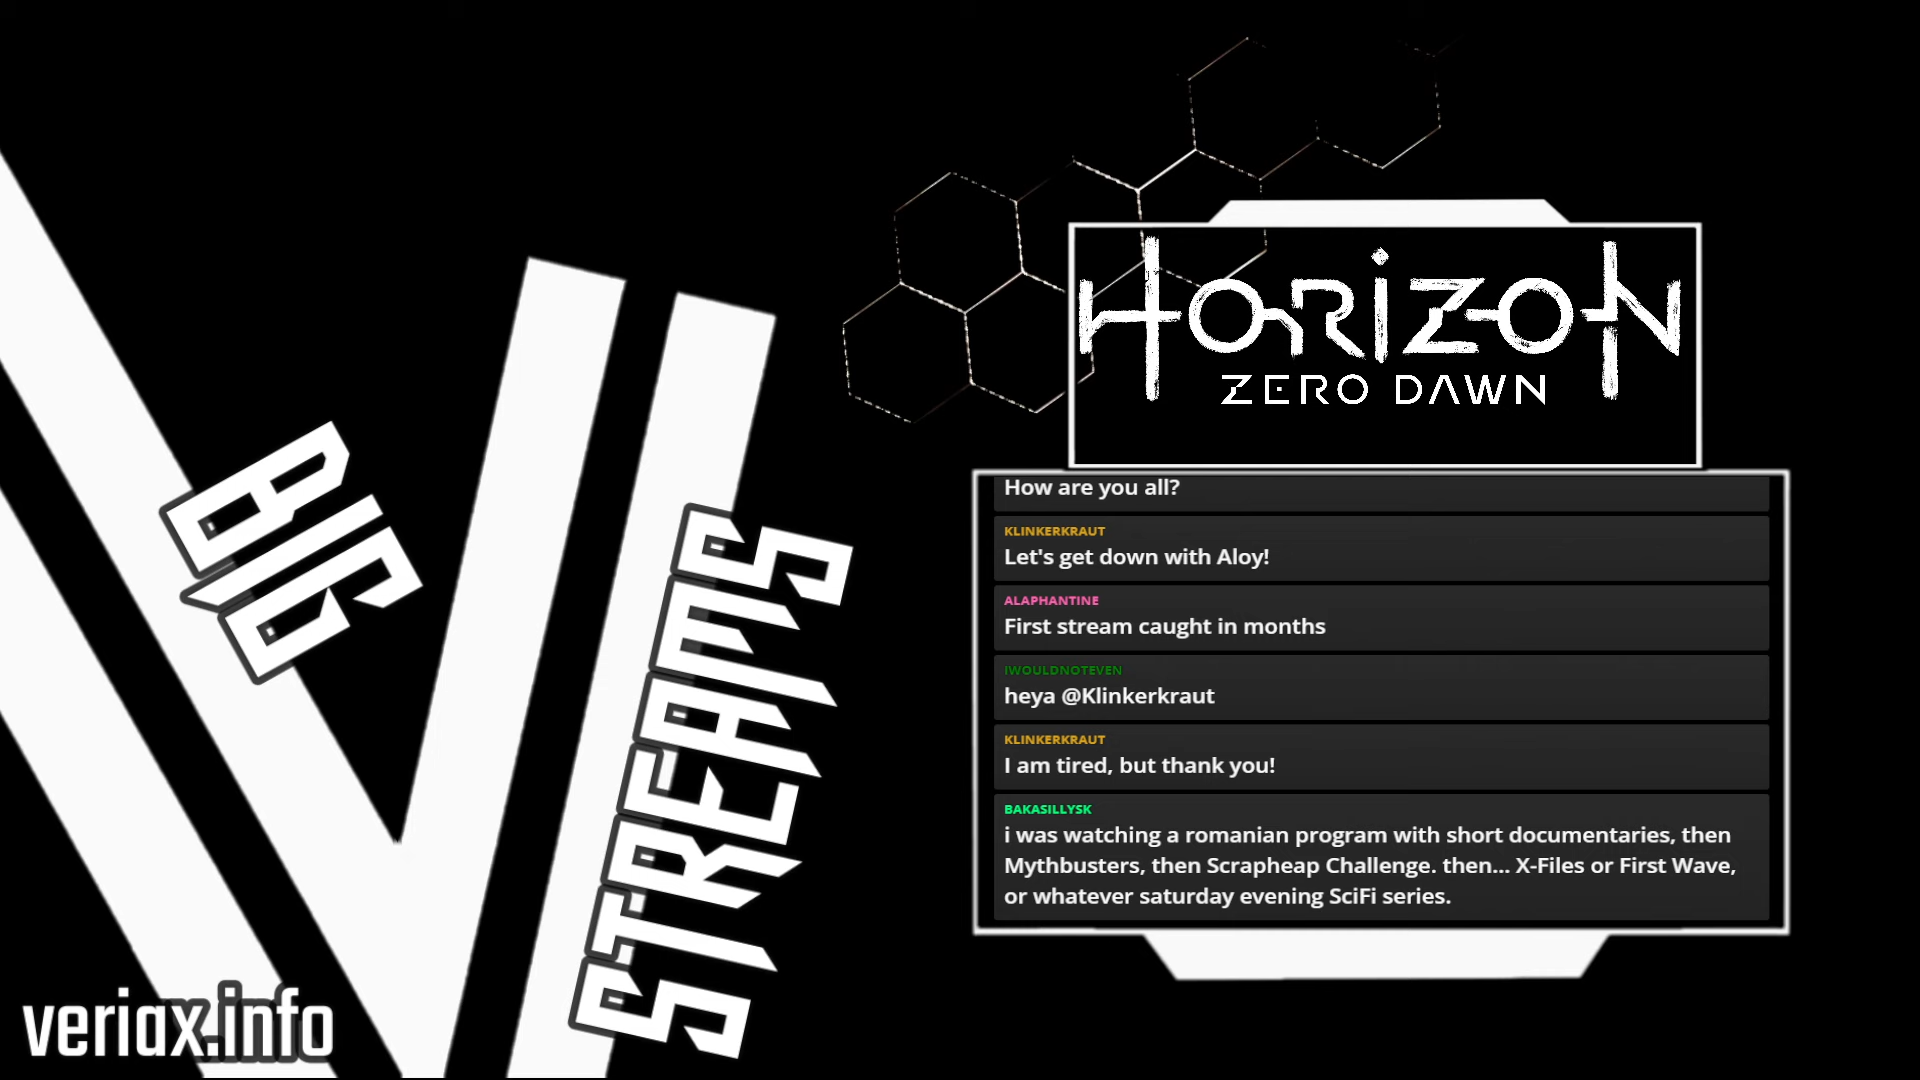 BIG
STREAMS
veriax.info
HORIZON
ZERO DAWN
How are you all?
KLINKERKRAUT
Let's get down with Aloy!
ALAPHANTINE
First stream caught in months
IWOULDNOTEVEN
heya @Klinkerkraut
KLINKERKRAUT
I am tired, but thank you!
BAKASILLYSK
i was watching a romanian program with short documentaries, then
Mythbusters, then Scrapheap Challenge. then... X-Files or First Wave,
or whatever saturday evening SciFi series.